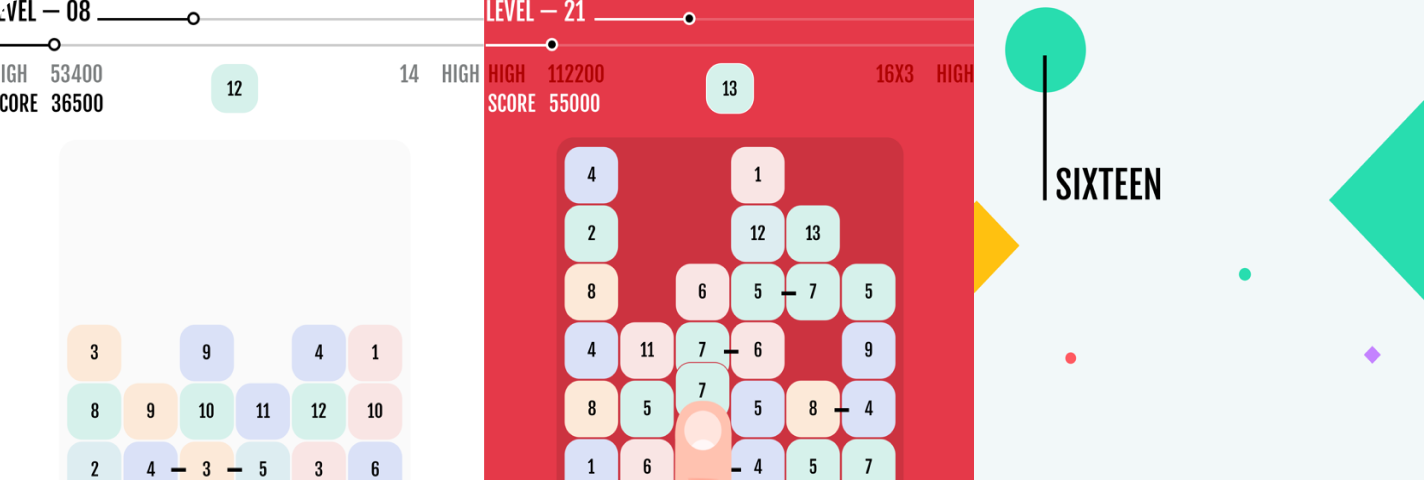 LEVEL — 08
HIGH 53400
12
14 HIGH
SCORE 36500
3 9 4 1
8 9 10 11 12 10
2 4 3 5 3 6
LEVEL — 21
HIGH 112200
13
16X3 HIGH
SCORE 55000
4 1
2 12 13
8 6 5 7 5
4 11 7 6 9
7
8 5 5 8 4
1 6 4 5 7
SIXTEEN